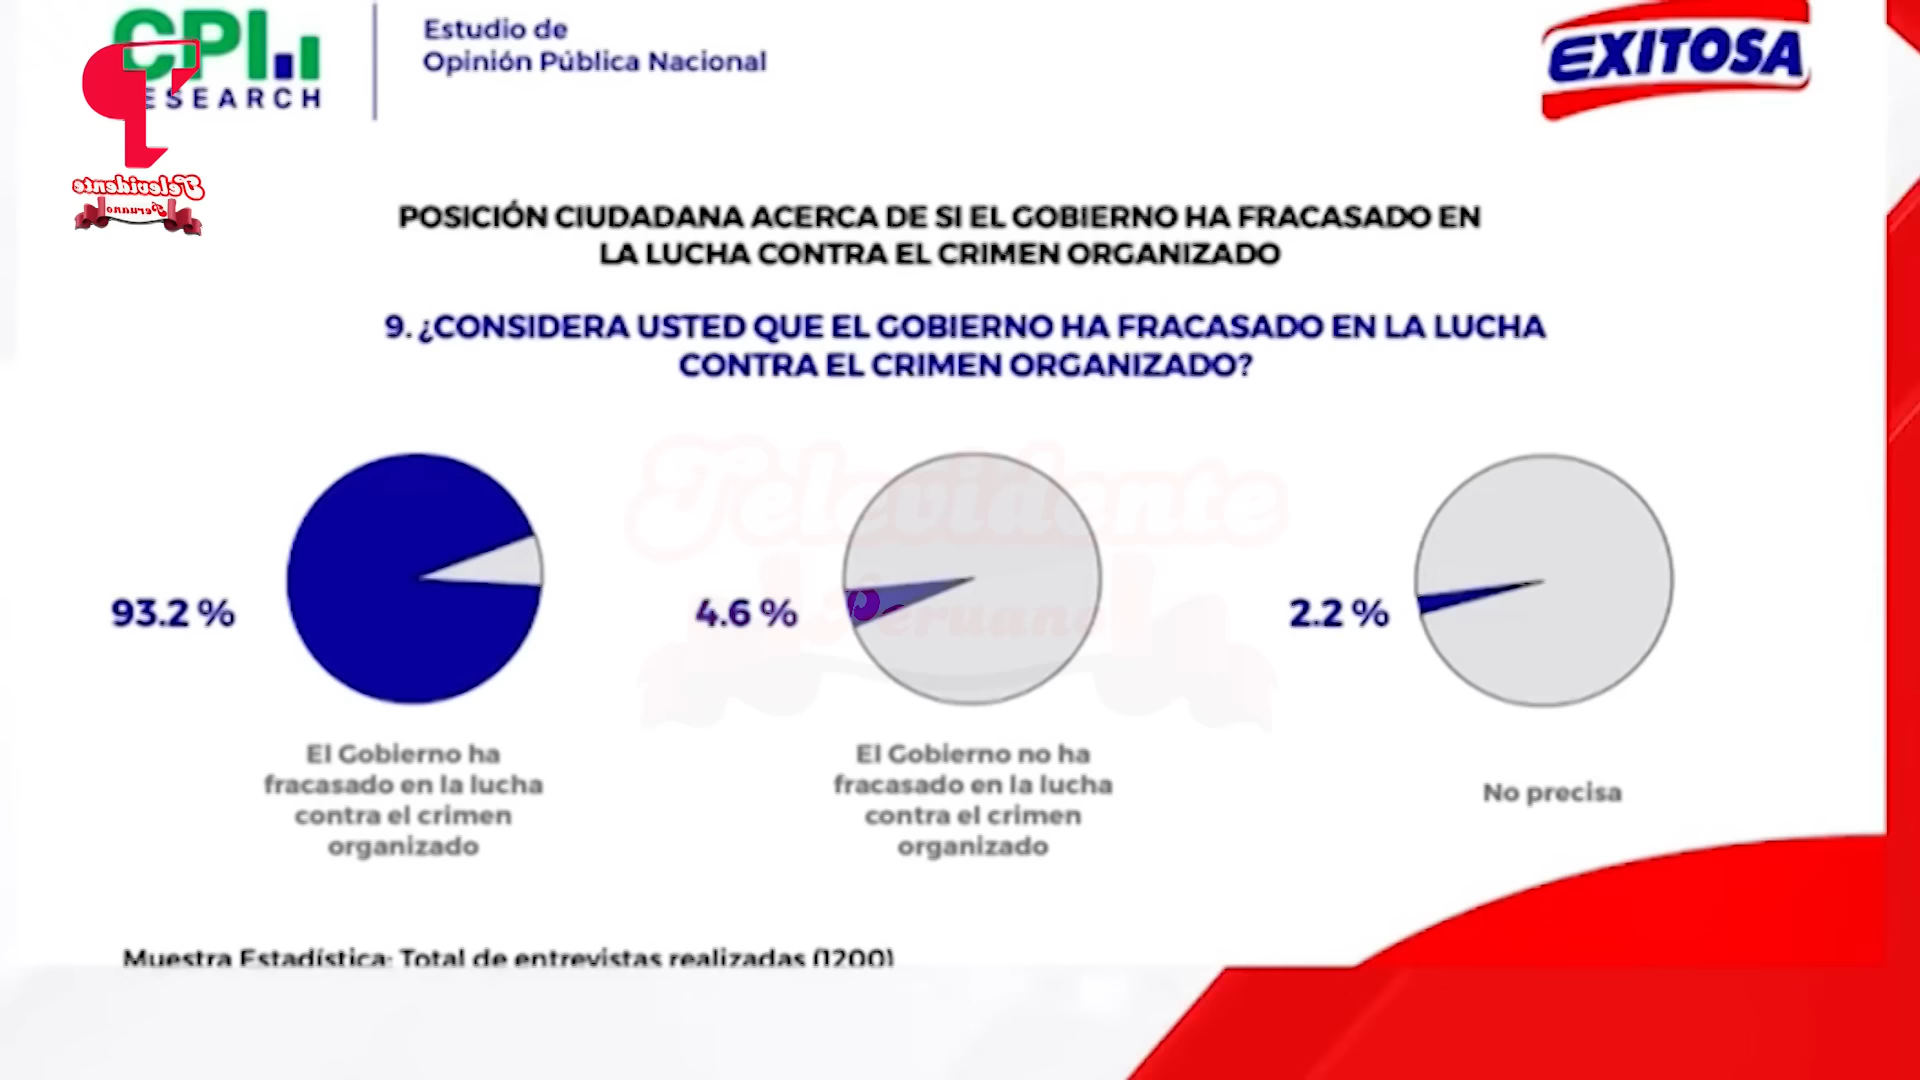 CPI
ESEARCH
Estudio de
Opinión Pública Nacional
EXITOSA
Televidente
Peruano
POSICIÓN CIUDADANA ACERCA DE SI EL GOBIERNO HA FRACASADO EN
LA LUCHA CONTRA EL CRIMEN ORGANIZADO
9. ¿CONSIDERA USTED QUE EL GOBIERNO HA FRACASADO EN LA LUCHA
CONTRA EL CRIMEN ORGANIZADO?
Televidente
Peruano
93.2 %
4.6 %
2.2 %
El Gobierno ha
fracasado en la lucha
contra el crimen
organizado
El Gobierno no ha
fracasado en la lucha
contra el crimen
organizado
No precisa
Muestra Estadística: Total de entrevistas realizadas (1200)